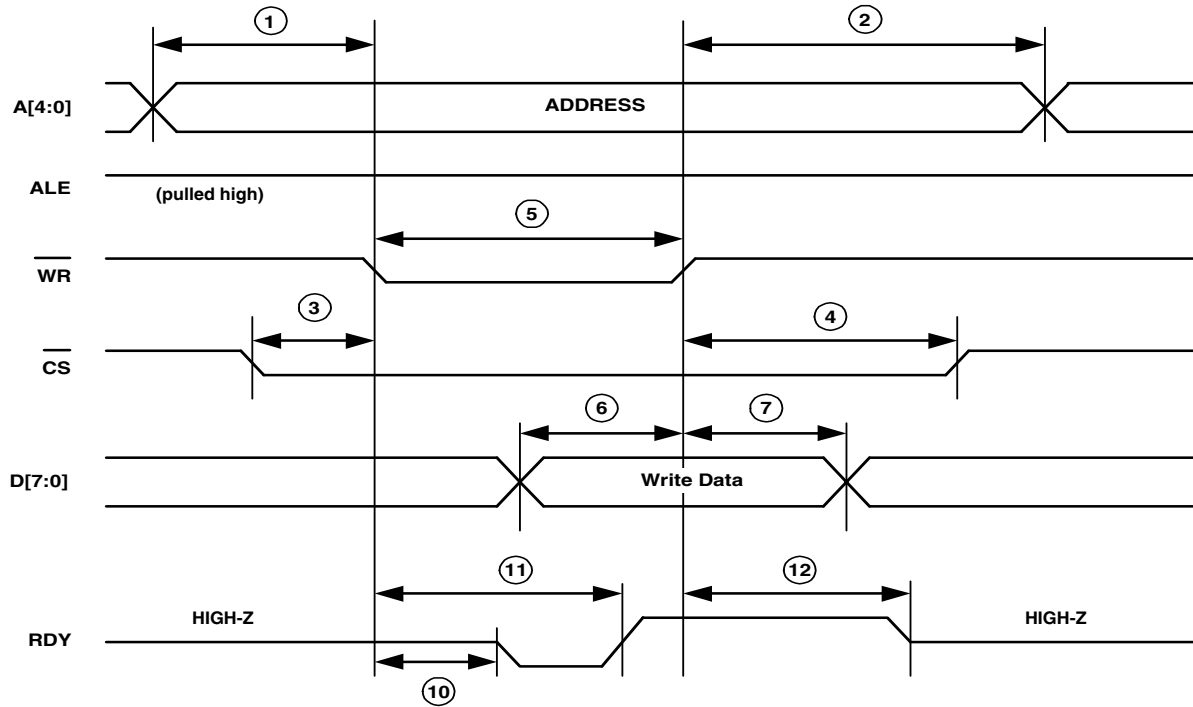 1
2
A[4:0]
ADDRESS
ALE
(pulled high)
5
WR
3
4
CS
6
7
D[7:0]
Write Data
11
12
HIGH-Z
HIGH-Z
RDY
10